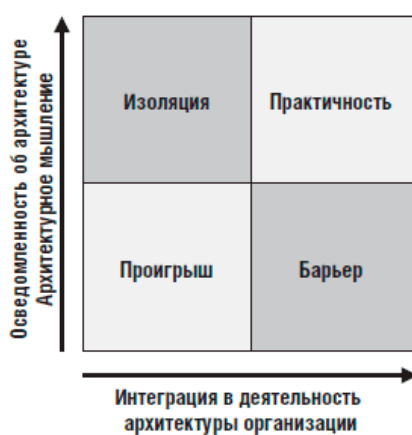 Осведомленность об архитектуре
Архитектурное мышление
Изоляция
Практичность
Проигрыш
Барьер
Интеграция в деятельность
архитектуры организации